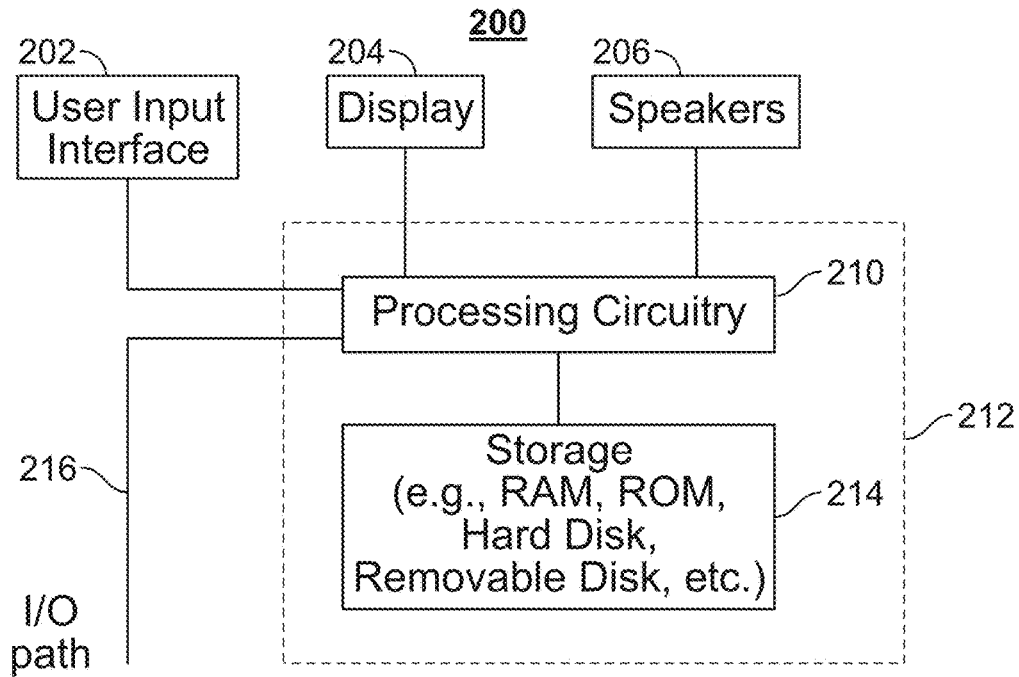 200
202
204
206
User Input
Interface
Display
Speakers
210
Processing Circuitry
212
Storage
(e.g., RAM, ROM,
Hard Disk,
Removable Disk, etc.)
214
216
I/O
path